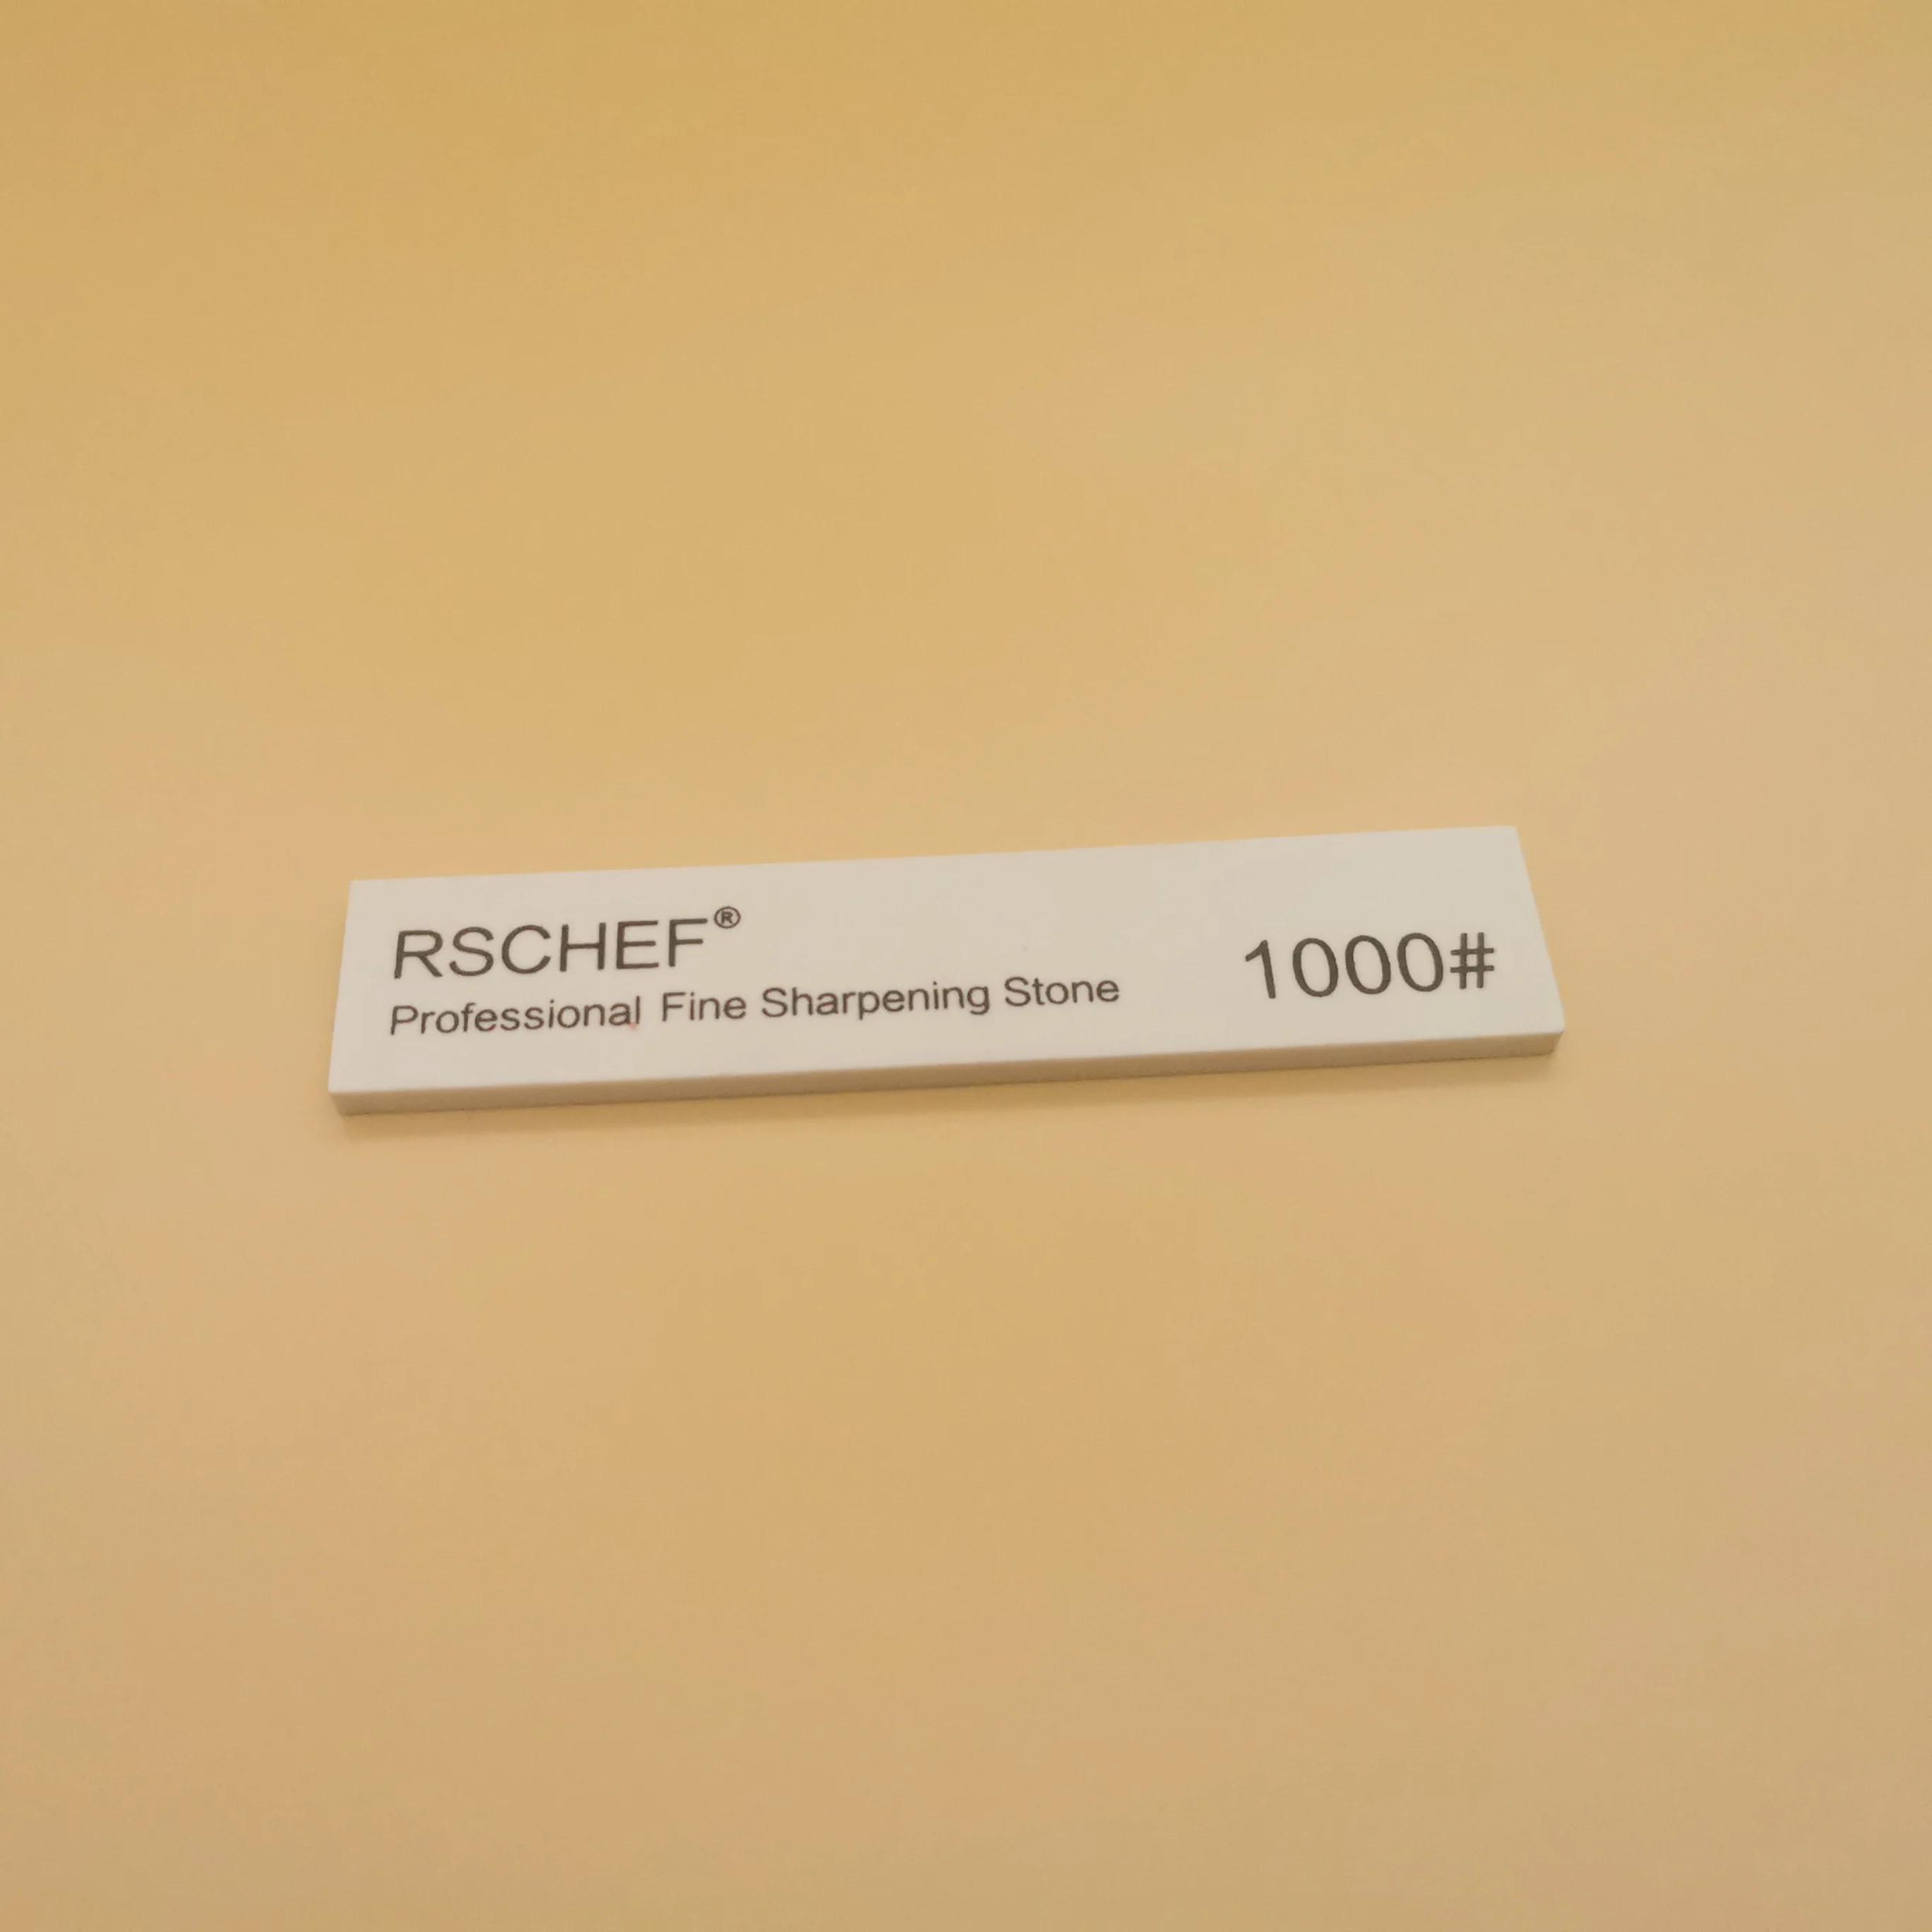 RSCHEF®
Professional Fine Sharpening Stone
1000#